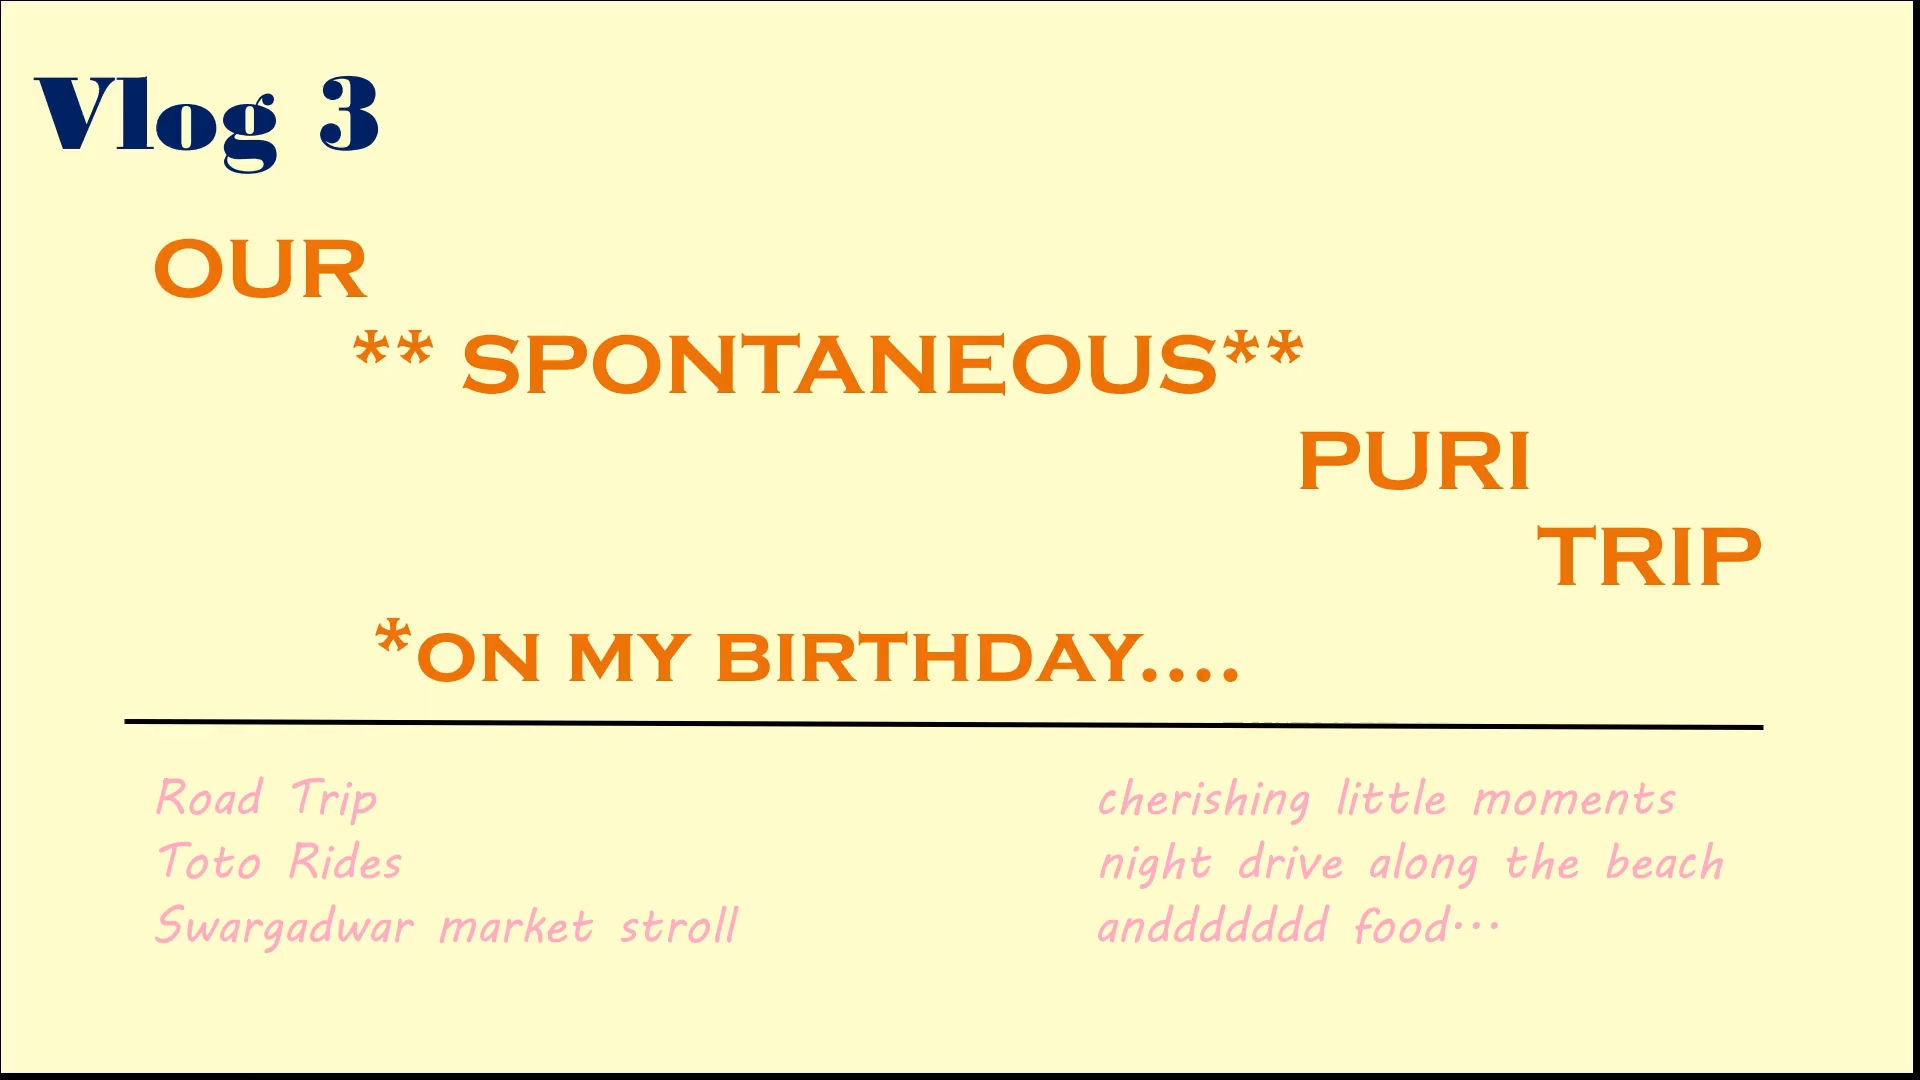 Vlog 3
OUR
** SPONTANEOUS**
PURI
TRIP
*ON MY BIRTHDAY....
Road Trip
Toto Rides
Swargadwar market stroll
cherishing little moments
night drive along the beach
anddddddd food...